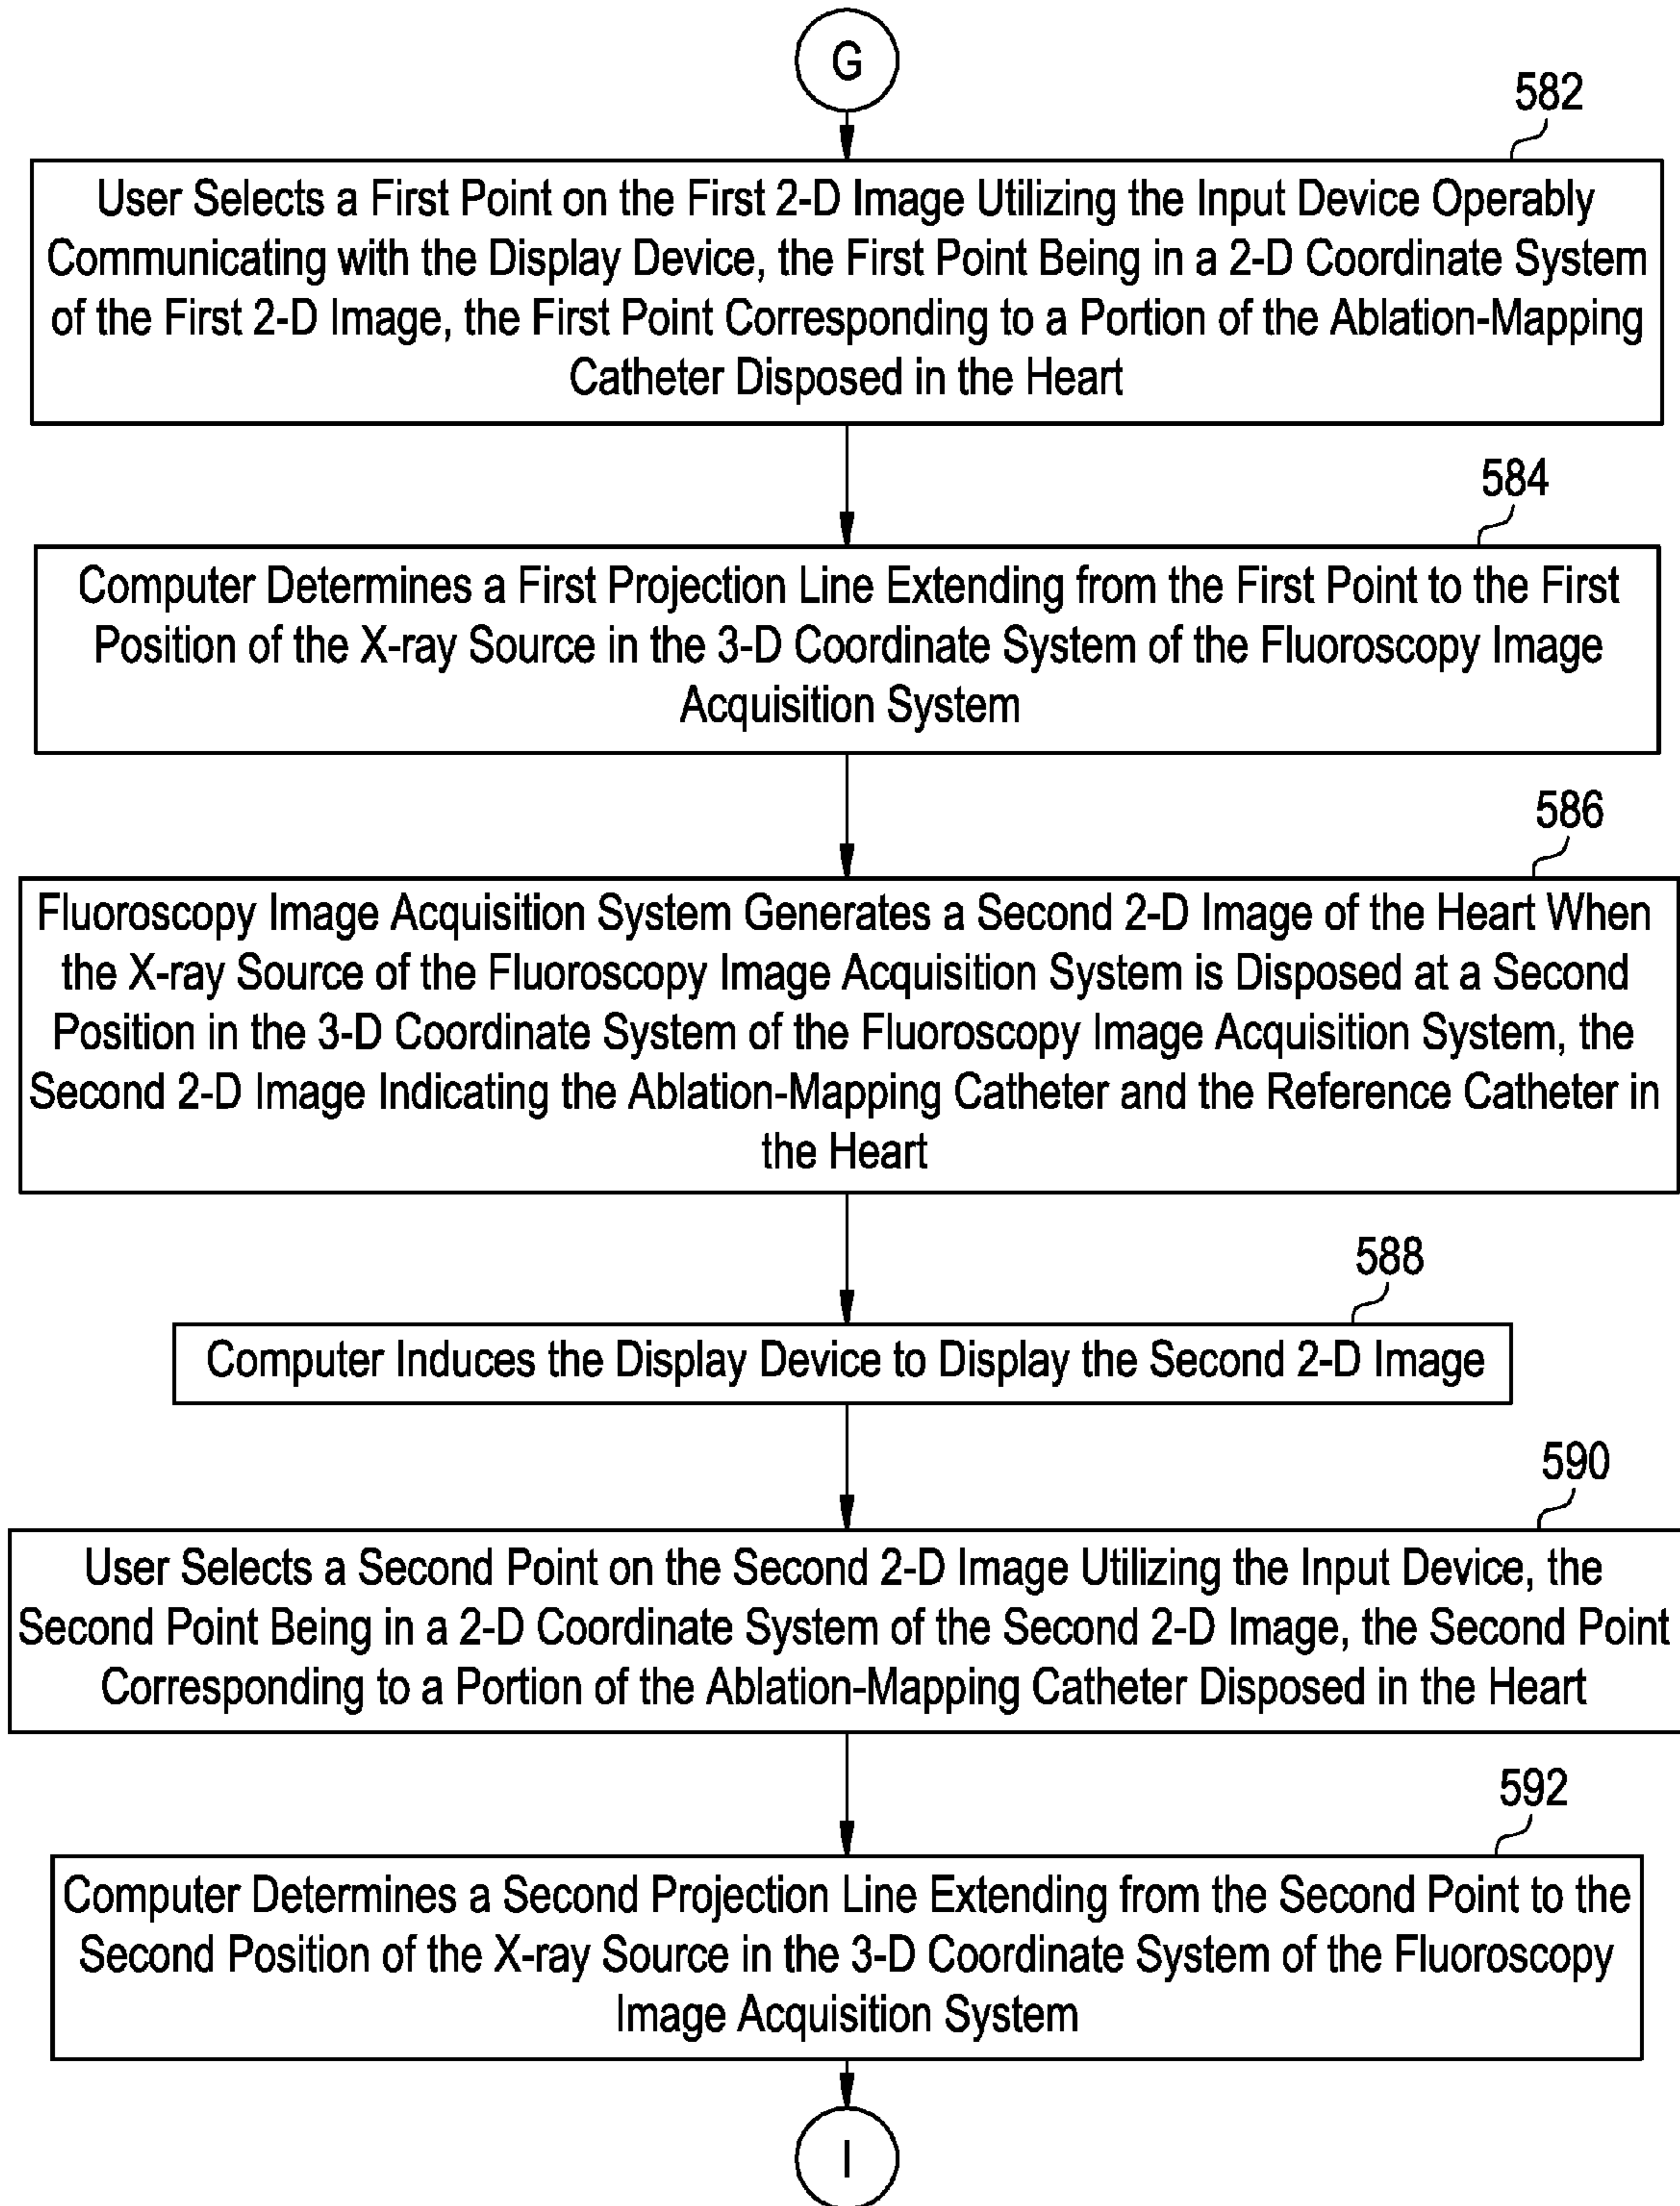 G
582
User Selects a First Point on the First 2-D Image Utilizing the Input Device Operably
Communicating with the Display Device, the First Point Being in a 2-D Coordinate System
of the First 2-D Image, the First Point Corresponding to a Portion of the Ablation-Mapping
Catheter Disposed in the Heart
584
Computer Determines a First Projection Line Extending from the First Point to the First
Position of the X-ray Source in the 3-D Coordinate System of the Fluoroscopy Image
Acquisition System
586
Fluoroscopy Image Acquisition System Generates a Second 2-D Image of the Heart When
the X-ray Source of the Fluoroscopy Image Acquisition System is Disposed at a Second
Position in the 3-D Coordinate System of the Fluoroscopy Image Acquisition System, the
Second 2-D Image Indicating the Ablation-Mapping Catheter and the Reference Catheter in
the Heart
588
Computer Induces the Display Device to Display the Second 2-D Image
590
User Selects a Second Point on the Second 2-D Image Utilizing the Input Device, the
Second Point Being in a 2-D Coordinate System of the Second 2-D Image, the Second Point
Corresponding to a Portion of the Ablation-Mapping Catheter Disposed in the Heart
592
Computer Determines a Second Projection Line Extending from the Second Point to the
Second Position of the X-ray Source in the 3-D Coordinate System of the Fluoroscopy
Image Acquisition System
I